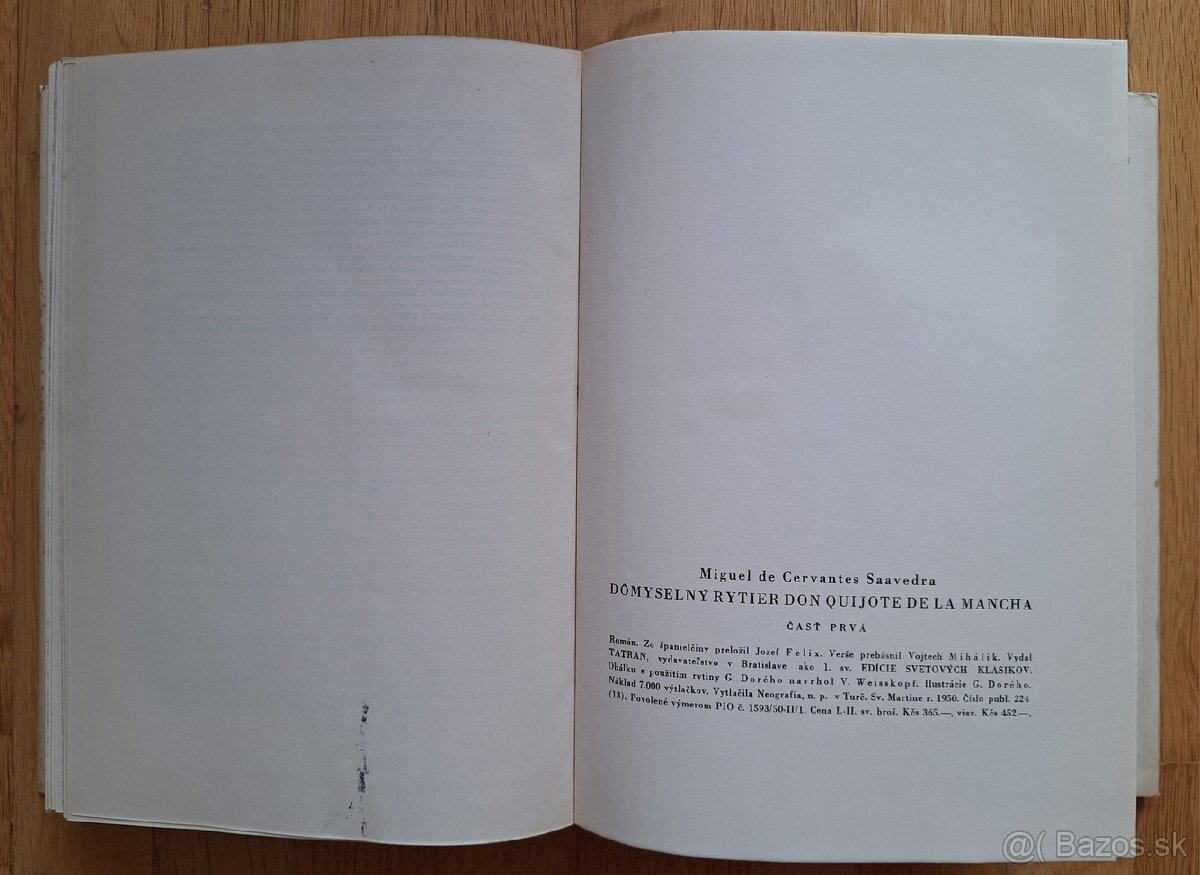 Miguel de Cervantes Saavedra
DÔMYSELNÝ RYTIER DON QUIJOTE DE LA MANCHA
ČASŤ PRVÁ
Román. Zo španielčiny preložil Jozef Felix. Verše prebásnil Vojtech Mihálik. Vydal
TATRAN, vydavateľstvo v Bratislave ako 1. sv. EDÍCIE SVETOVÝCH KLASIKOV.
Obálku s použitím rytiny G. Dorého navrhol V. Weisskopf. Ilustrácie G. Dorého.
Náklad 7.000 výtlačkov. Vytlačila Neografia, n. p. v Turč. Sv. Martine r. 1950. Číslo publ. 224
(13). Povolené výmerom PIO č. 1593/50-II/1. Cena I.-II. sv. broš. Kčs 365.—, viaz. Kčs 452.—,
@( Bazos.sk